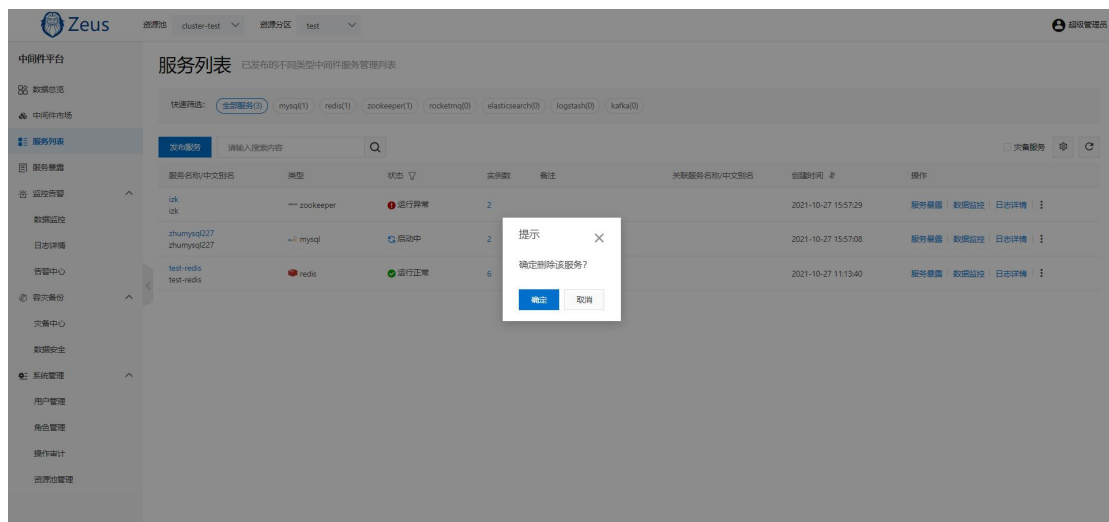 Zeus
资源池 cluster-test 资源分区 test
超级管理员
中间件平台
数据总览
中间件市场
服务列表
服务暴露
监控告警
数据监控
日志详情
告警中心
容灾备份
灾备中心
数据安全
系统管理
用户管理
角色管理
操作审计
资源池管理
服务列表 已发布的不同类型中间件服务管理列表
快速筛选: 全部服务(3) mysql(1) redis(1) zookeeper(1) rocketmq(0) elasticsearch(0) logstash(0) kafka(0)
发布服务 请输入搜索内容 灾备服务
服务名称/中文别名 类型 状态 实例数 备注 关联服务名称/中文别名 创建时间 操作
izk zookeeper 运行异常 2 2021-10-27 15:57:29 服务暴露 数据监控 日志详情
izk
zhumysql227 mysql 启动中 2 2021-10-27 15:57:08 服务暴露 数据监控 日志详情
zhumysql227
test-redis redis 运行正常 6 2021-10-27 11:13:40 服务暴露 数据监控 日志详情
test-redis
提示
确定删除该服务?
确定 取消